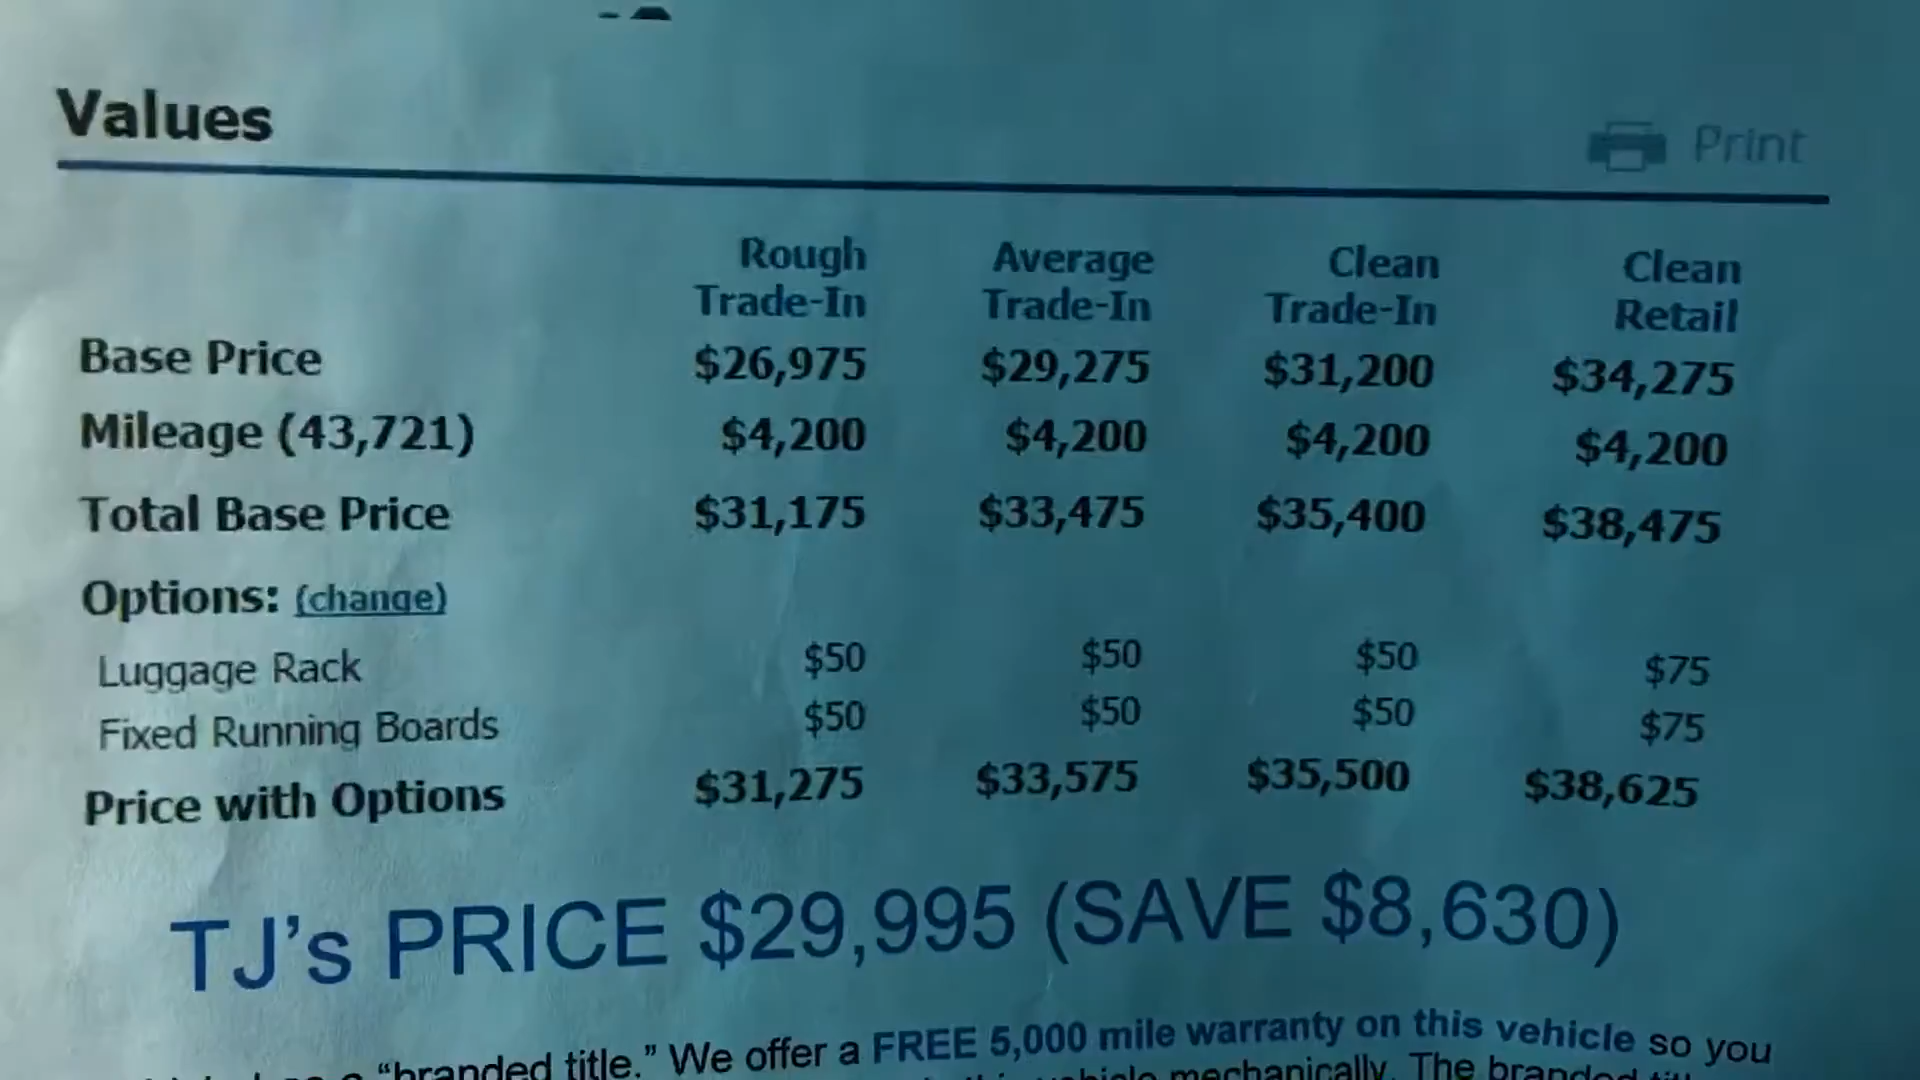 Values
Print
Rough Trade-In Average Trade-In Clean Trade-In Clean Retail
Base Price $26,975 $29,275 $31,200 $34,275
Mileage (43,721) $4,200 $4,200 $4,200 $4,200
Total Base Price $31,175 $33,475 $35,400 $38,475
Options: (change)
Luggage Rack $50 $50 $50 $75
Fixed Running Boards $50 $50 $50 $75
Price with Options $31,275 $33,575 $35,500 $38,625
TJ's PRICE $29,995 (SAVE $8,630)
"branded title." We offer a FREE 5,000 mile warranty on this vehicle so you
vehicle mechanically. The branded